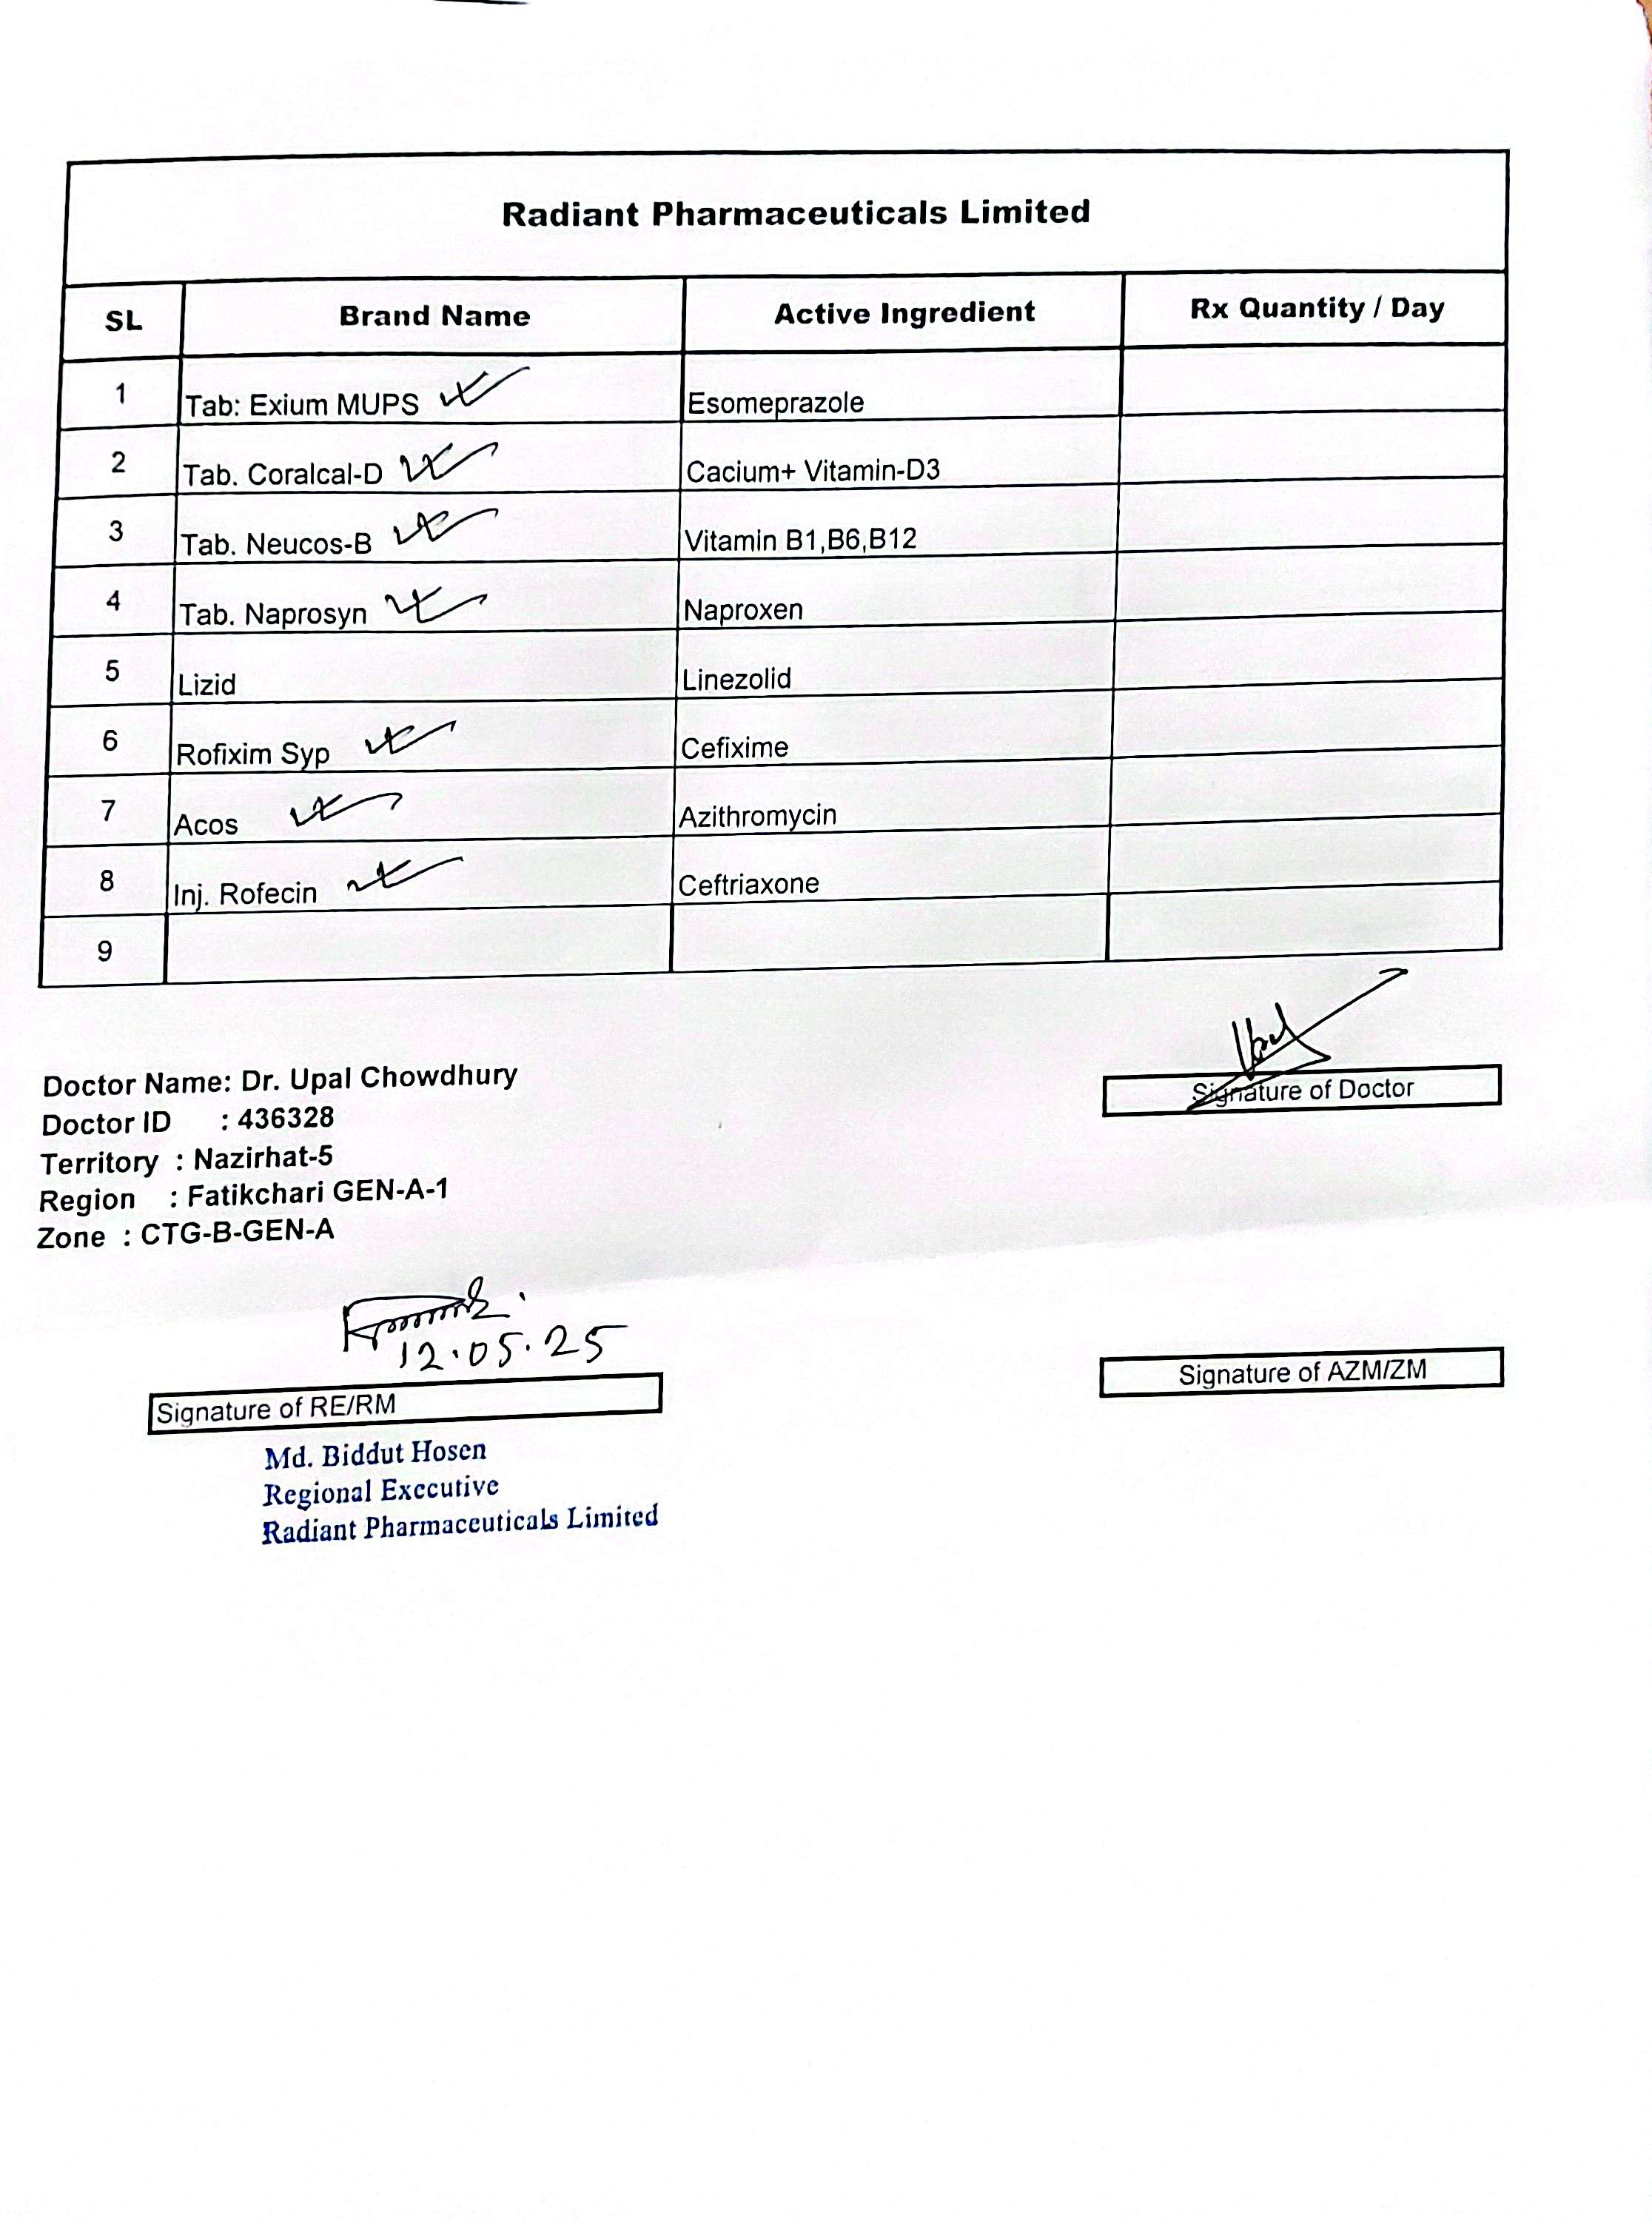 Radiant Pharmaceuticals Limited
SL Brand Name Active Ingredient Rx Quantity / Day
1 Tab: Exium MUPS Esomeprazole
2 Tab. Coralcal-D Cacium+ Vitamin-D3
3 Tab. Neucos-B Vitamin B1,B6,B12
4 Tab. Naprosyn Naproxen
5 Lizid Linezolid
6 Rofixim Syp Cefixime
7 Acos Azithromycin
8 Inj. Rofecin Ceftriaxone
9
Signature of Doctor
Doctor Name: Dr. Upal Chowdhury
Doctor ID : 436328
Territory : Nazirhat-5
Region : Fatikchari GEN-A-1
Zone : CTG-B-GEN-A
12.05.25
Signature of RE/RM
Signature of AZM/ZM
Md. Biddut Hosen
Regional Executive
Radiant Pharmaceuticals Limited